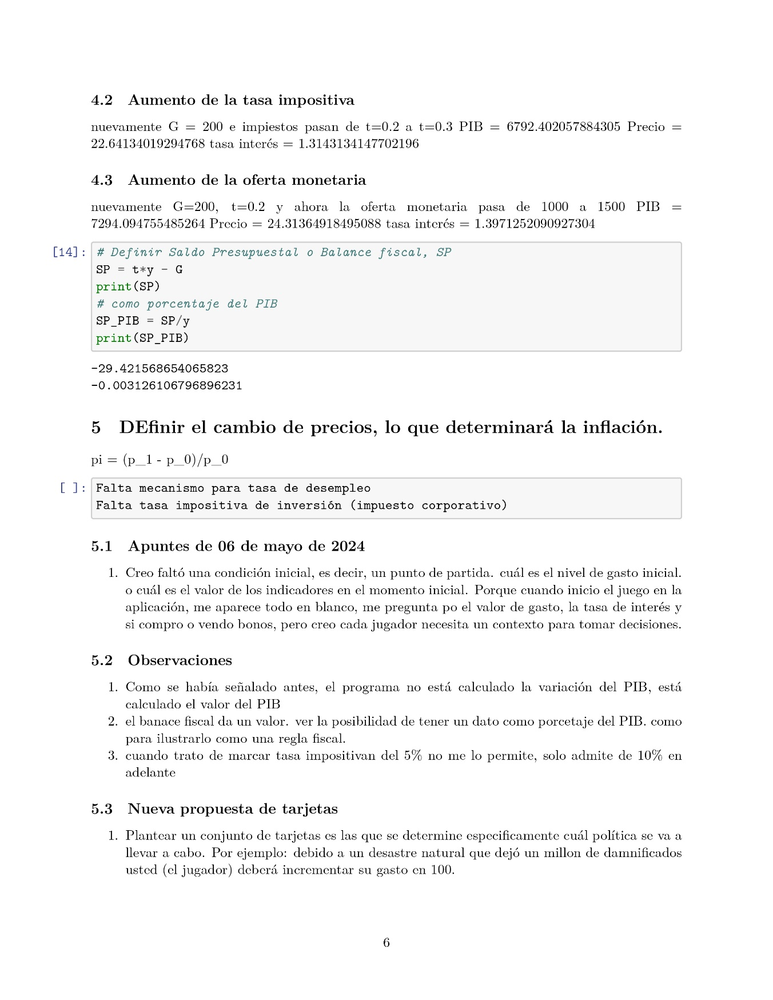 4.2 Aumento de la tasa impositiva
nuevamente G = 200 e impiestos pasan de t=0.2 a t=0.3 PIB = 6792.402057884305 Precio =
22.64134019294768 tasa interés = 1.3143134147702196
4.3 Aumento de la oferta monetaria
nuevamente G=200, t=0.2 y ahora la oferta monetaria pasa de 1000 a 1500 PIB =
7294.094755485264 Precio = 24.31364918495088 tasa interés = 1.3971252090927304
[14]: # Definir Saldo Presupuestal o Balance fiscal, SP
SP = t*y - G
print(SP)
# como porcentaje del PIB
SP_PIB = SP/y
print(SP_PIB)
-29.421568654065823
-0.003126106796896231
5 DEfinir el cambio de precios, lo que determinará la inflación.
pi = (p_1 - p_0)/p_0
[ ]: Falta mecanismo para tasa de desempleo
Falta tasa impositiva de inversión (impuesto corporativo)
5.1 Apuntes de 06 de mayo de 2024
1. Creo faltó una condición inicial, es decir, un punto de partida. cuál es el nivel de gasto inicial.
o cuál es el valor de los indicadores en el momento inicial. Porque cuando inicio el juego en la
aplicación, me aparece todo en blanco, me pregunta po el valor de gasto, la tasa de interés y
si compro o vendo bonos, pero creo cada jugador necesita un contexto para tomar decisiones.
5.2 Observaciones
1. Como se había señalado antes, el programa no está calculado la variación del PIB, está
calculado el valor del PIB
2. el banace fiscal da un valor. ver la posibilidad de tener un dato como porcetaje del PIB. como
para ilustrarlo como una regla fiscal.
3. cuando trato de marcar tasa impositivan del 5% no me lo permite, solo admite de 10% en
adelante
5.3 Nueva propuesta de tarjetas
1. Plantear un conjunto de tarjetas es las que se determine especificamente cuál política se va a
llevar a cabo. Por ejemplo: debido a un desastre natural que dejó un millon de damnificados
usted (el jugador) deberá incrementar su gasto en 100.
6